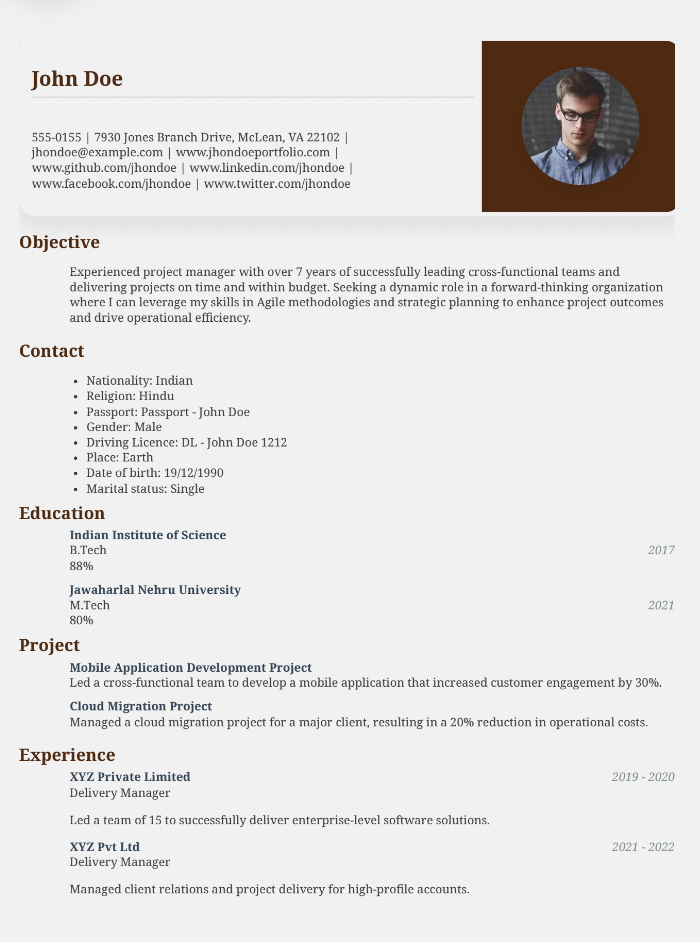 John Doe
555-0155 | 7930 Jones Branch Drive, McLean, VA 22102 |
jhondoe@example.com | www.jhondoeportfolio.com |
www.github.com/jhondoe | www.linkedin.com/jhondoe |
www.facebook.com/jhondoe | www.twitter.com/jhondoe
Objective
Experienced project manager with over 7 years of successfully leading cross-functional teams and
delivering projects on time and within budget. Seeking a dynamic role in a forward-thinking organization
where I can leverage my skills in Agile methodologies and strategic planning to enhance project outcomes
and drive operational efficiency.
Contact
• Nationality: Indian
• Religion: Hindu
• Passport: Passport - John Doe
• Gender: Male
• Driving Licence: DL - John Doe 1212
• Place: Earth
• Date of birth: 19/12/1990
• Marital status: Single
Education
Indian Institute of Science
B.Tech 2017
88%
Jawaharlal Nehru University
M.Tech 2021
80%
Project
Mobile Application Development Project
Led a cross-functional team to develop a mobile application that increased customer engagement by 30%.
Cloud Migration Project
Managed a cloud migration project for a major client, resulting in a 20% reduction in operational costs.
Experience
XYZ Private Limited 2019 - 2020
Delivery Manager
Led a team of 15 to successfully deliver enterprise-level software solutions.
XYZ Pvt Ltd 2021 - 2022
Delivery Manager
Managed client relations and project delivery for high-profile accounts.